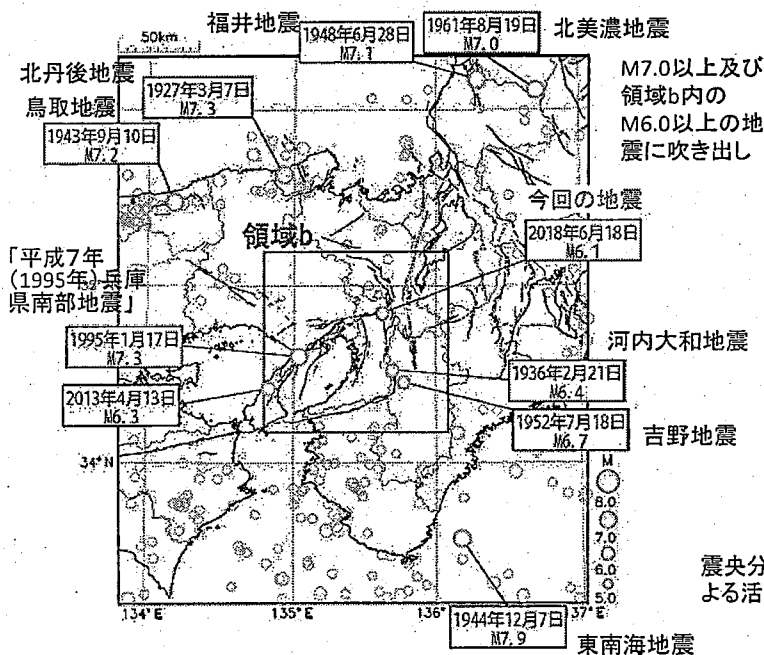 50km
福井地震
1948年6月28日
M7.1
1961年8月19日
M7.0
北美濃地震
北丹後地震
1927年3月7日
M7.3
鳥取地震
1943年9月10日
M7.2
M7.0以上及び
領域b内の
M6.0以上の地
震に吹き出し
今回の地震
2018年6月18日
M6.1
領域b
「平成7年
(1995年)兵庫
県南部地震」
1995年1月17日
M7.3
2013年4月13日
M6.3
河内大和地震
1936年2月21日
M6.4
1952年7月18日
M6.7
吉野地震
34°N
M
8.0
7.0
6.0
5.0
134°E
135°E
136°E
137°E
震央分
よる活
1944年12月7日
M7.9
東南海地震